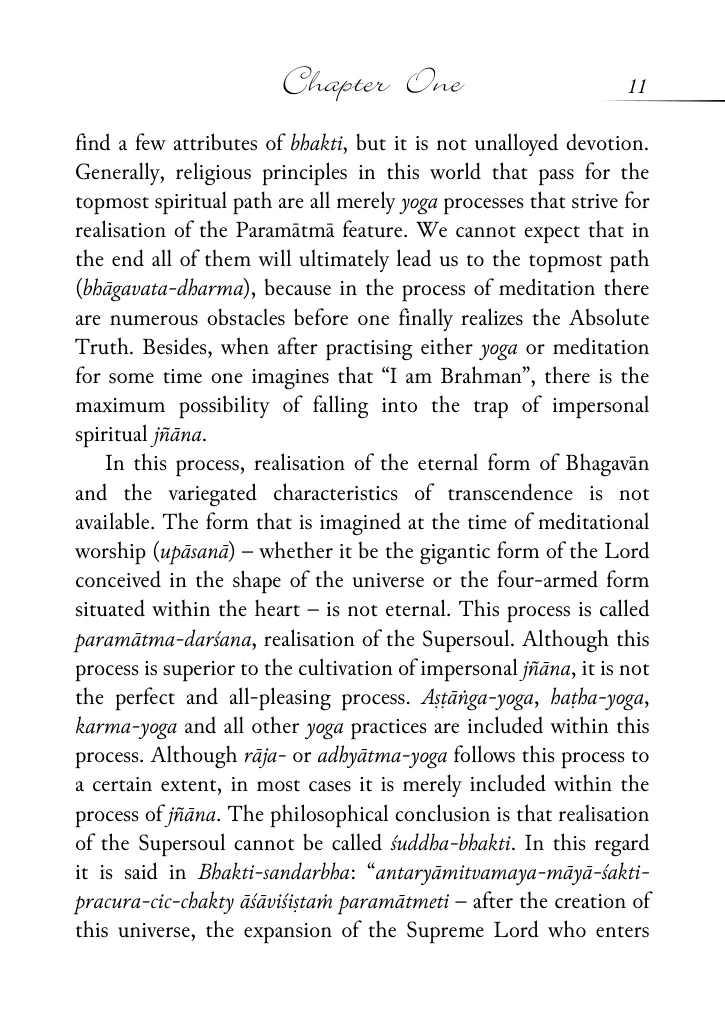 Chapter One 11
find a few attributes of bhakti, but it is not unalloyed devotion.
Generally, religious principles in this world that pass for the
topmost spiritual path are all merely yoga processes that strive for
realisation of the Paramātmā feature. We cannot expect that in
the end all of them will ultimately lead us to the topmost path
(bhāgavata-dharma), because in the process of meditation there
are numerous obstacles before one finally realizes the Absolute
Truth. Besides, when after practising either yoga or meditation
for some time one imagines that “I am Brahman”, there is the
maximum possibility of falling into the trap of impersonal
spiritual jñāna.
In this process, realisation of the eternal form of Bhagavān
and the variegated characteristics of transcendence is not
available. The form that is imagined at the time of meditational
worship (upāsanā) – whether it be the gigantic form of the Lord
conceived in the shape of the universe or the four-armed form
situated within the heart – is not eternal. This process is called
paramātma-darśana, realisation of the Supersoul. Although this
process is superior to the cultivation of impersonal jñāna, it is not
the perfect and all-pleasing process. Aṣṭāṅga-yoga, haṭha-yoga,
karma-yoga and all other yoga practices are included within this
process. Although rāja- or adhyātma-yoga follows this process to
a certain extent, in most cases it is merely included within the
process of jñāna. The philosophical conclusion is that realisation
of the Supersoul cannot be called śuddha-bhakti. In this regard
it is said in Bhakti-sandarbha: “antaryāmitvamaya-māyā-śakti-
pracura-cic-chakty āśāviśiṣtaṁ paramātmeti – after the creation of
this universe, the expansion of the Supreme Lord who enters